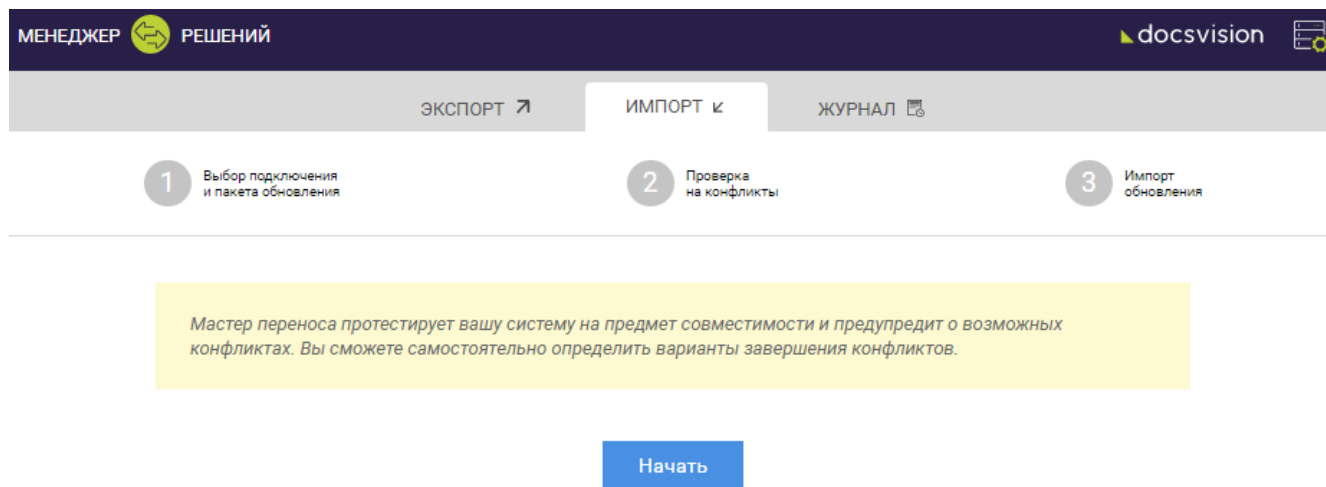 МЕНЕДЖЕР РЕШЕНИЙ docsvision
ЭКСПОРТ ИМПОРТ ЖУРНАЛ
1 Выбор подключения
и пакета обновления
2 Проверка
на конфликты
3 Импорт
обновления
Мастер переноса протестирует вашу систему на предмет совместимости и предупредит о возможных
конфликтах. Вы сможете самостоятельно определить варианты завершения конфликтов.
Начать